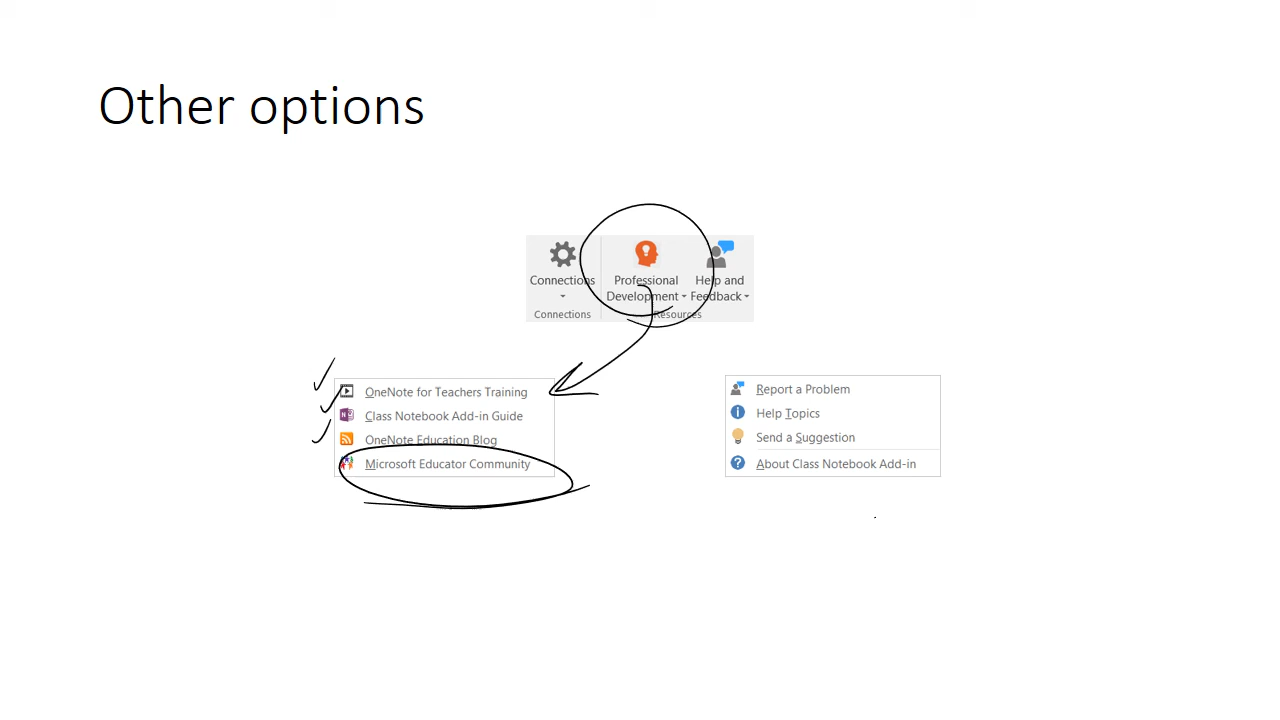 Other options
Connections
Professional
Development
Help and
Feedback
Connections
Resources
OneNote for Teachers Training
Class Notebook Add-in Guide
OneNote Education Blog
Microsoft Educator Community
Report a Problem
Help Topics
Send a Suggestion
About Class Notebook Add-in